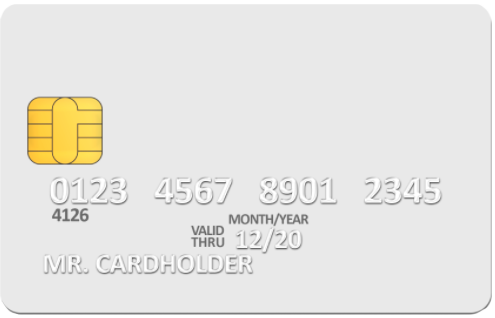 0123 4567 8901 2345
4126
MONTH/YEAR
VALID THRU 12/20
MR. CARDHOLDER